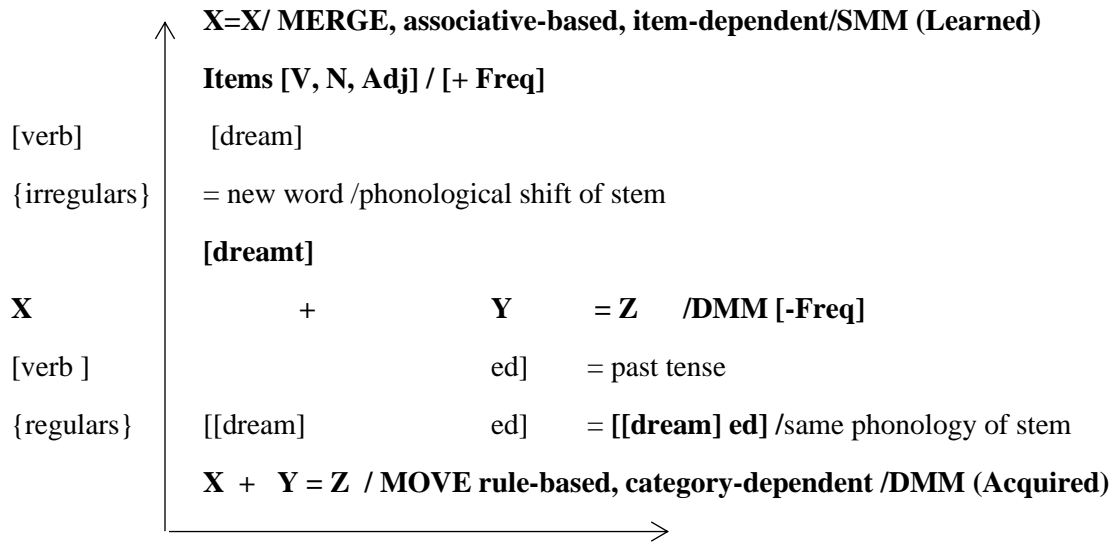 X=X/ MERGE, associative-based, item-dependent/SMM (Learned)
Items [V, N, Adj] / [+ Freq]
[verb] [dream]
{irregulars} = new word /phonological shift of stem
[dreamt]
X + Y = Z /DMM [-Freq]
[verb ] ed] = past tense
{regulars} [[dream] ed] = [[dream] ed] /same phonology of stem
X + Y = Z / MOVE rule-based, category-dependent /DMM (Acquired)